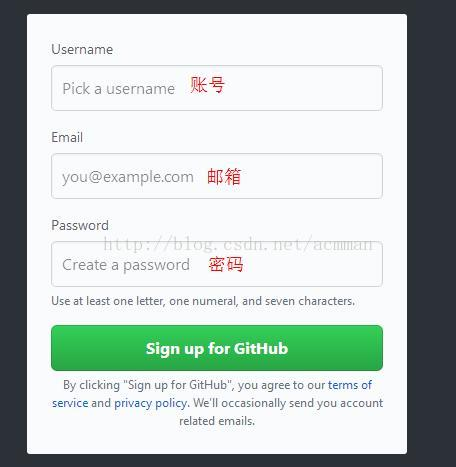 Username
Pick a username 账号
Email
you@example.com 邮箱
Password
http://blog.csdn.net/acmman
Create a password 密码
Use at least one letter, one numeral, and seven characters.
Sign up for GitHub
By clicking "Sign up for GitHub", you agree to our terms of
service and privacy policy. We'll occasionally send you account
related emails.